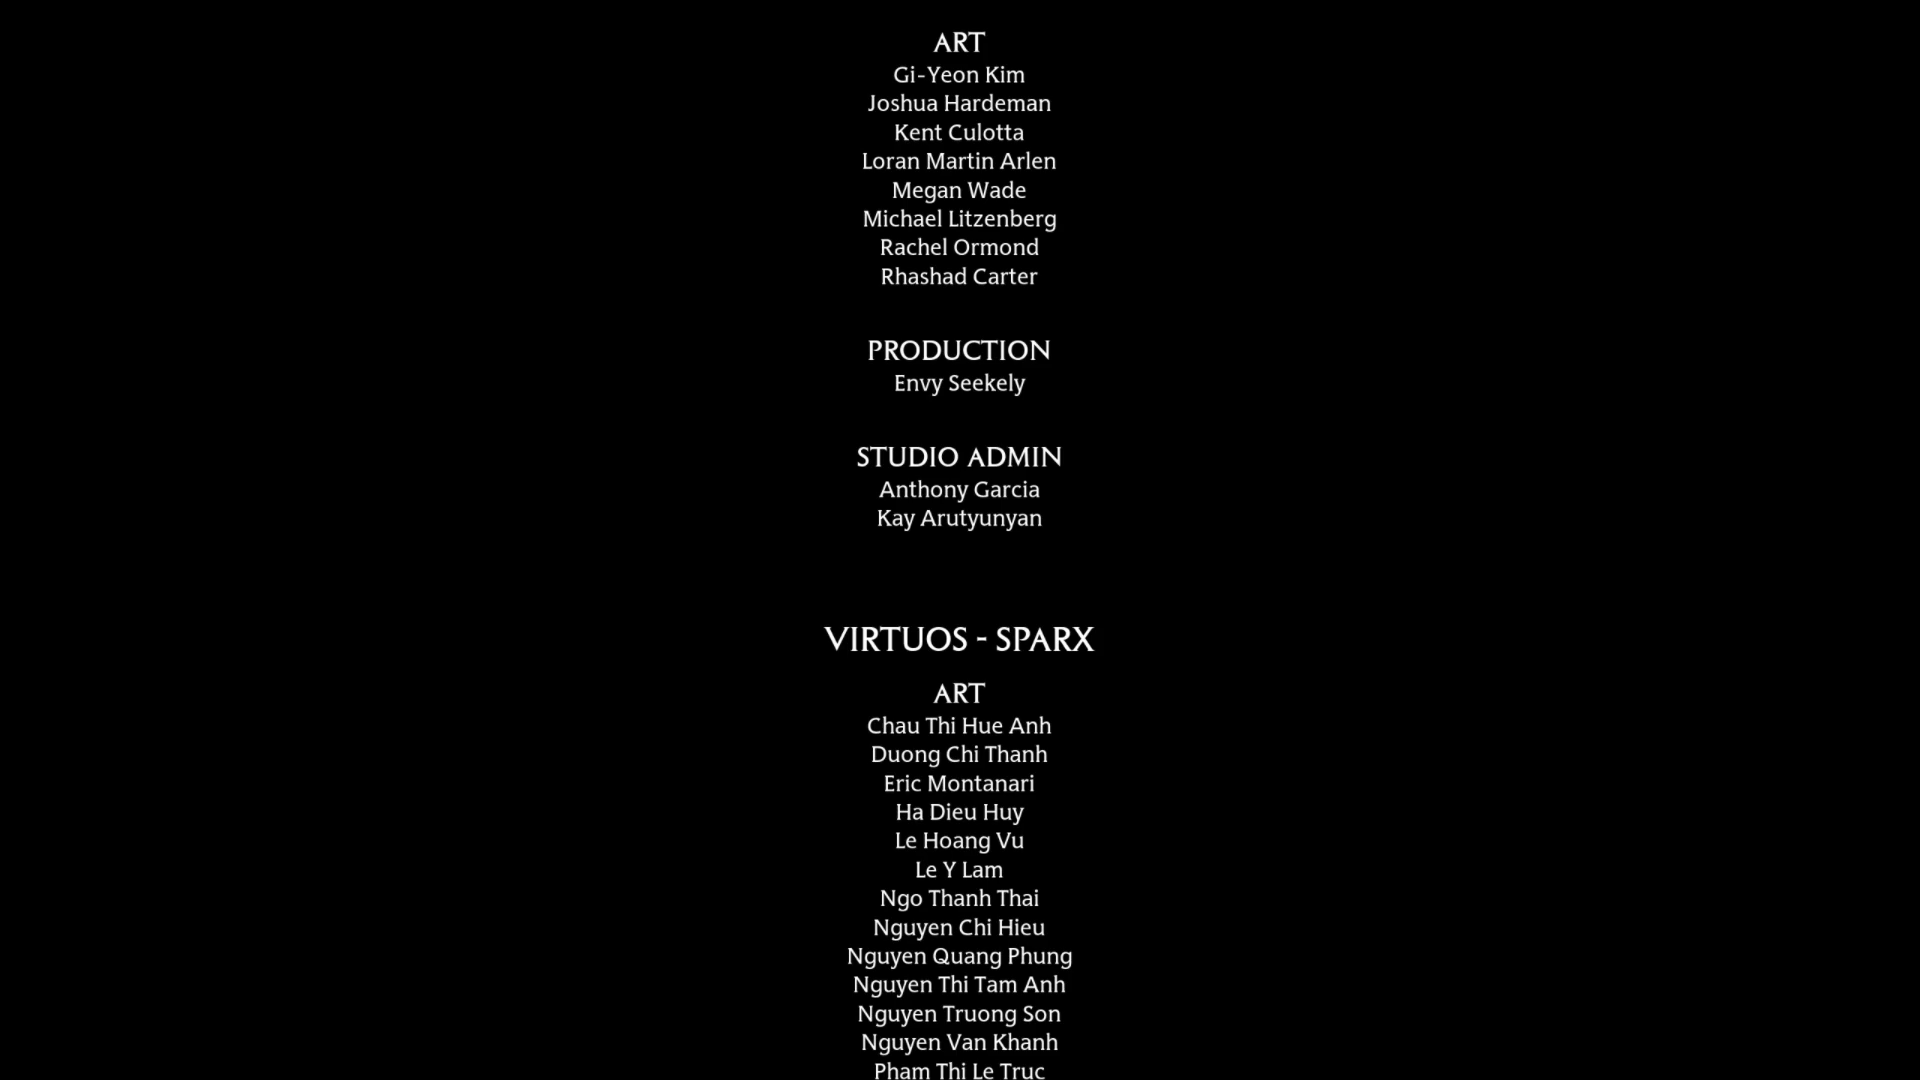 ART
Gi-Yeon Kim
Joshua Hardeman
Kent Culotta
Loran Martin Arlen
Megan Wade
Michael Litzenberg
Rachel Ormond
Rhashad Carter
PRODUCTION
Envy Seekely
STUDIO ADMIN
Anthony Garcia
Kay Arutyunyan
VIRTUOS - SPARX
ART
Chau Thi Hue Anh
Duong Chi Thanh
Eric Montanari
Ha Dieu Huy
Le Hoang Vu
Le Y Lam
Ngo Thanh Thai
Nguyen Chi Hieu
Nguyen Quang Phung
Nguyen Thi Tam Anh
Nguyen Truong Son
Nguyen Van Khanh
Pham Thi Le Truc